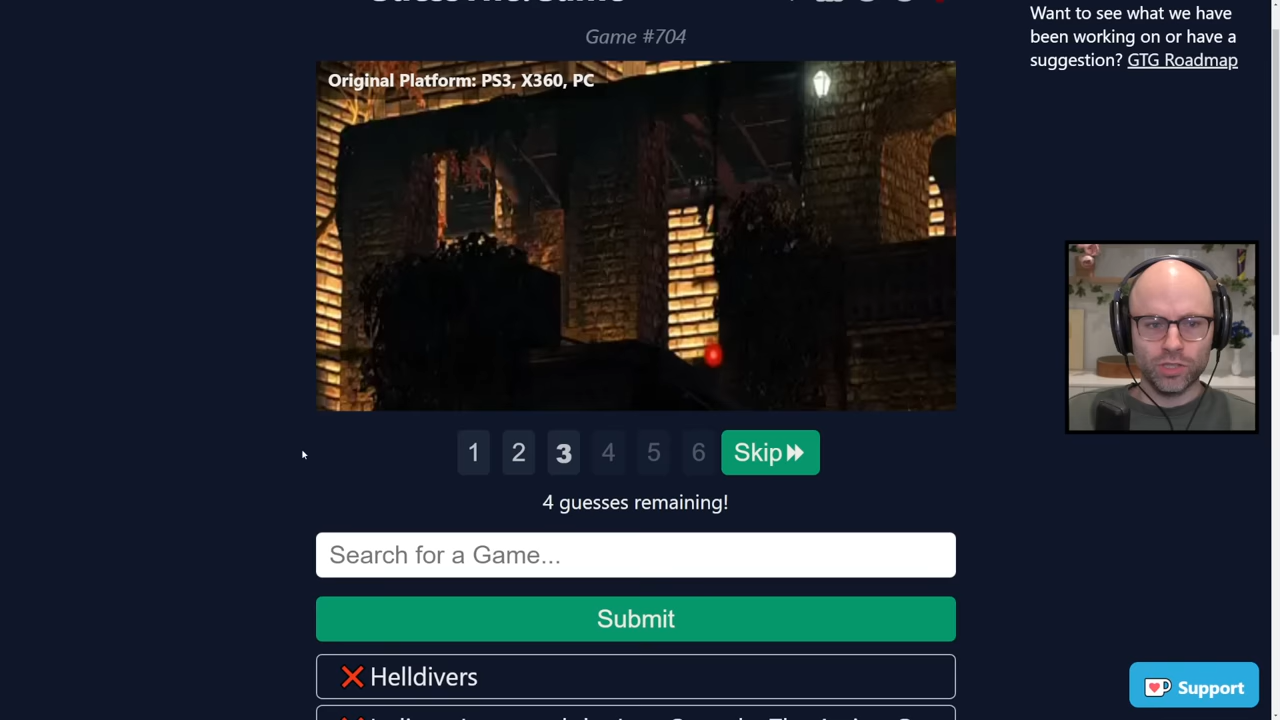 Game #704
Want to see what we have
been working on or have a
suggestion? GTG Roadmap
Original Platform: PS3, X360, PC
1 2 3 4 5 6 Skip
4 guesses remaining!
Search for a Game...
Submit
Helldivers
Support